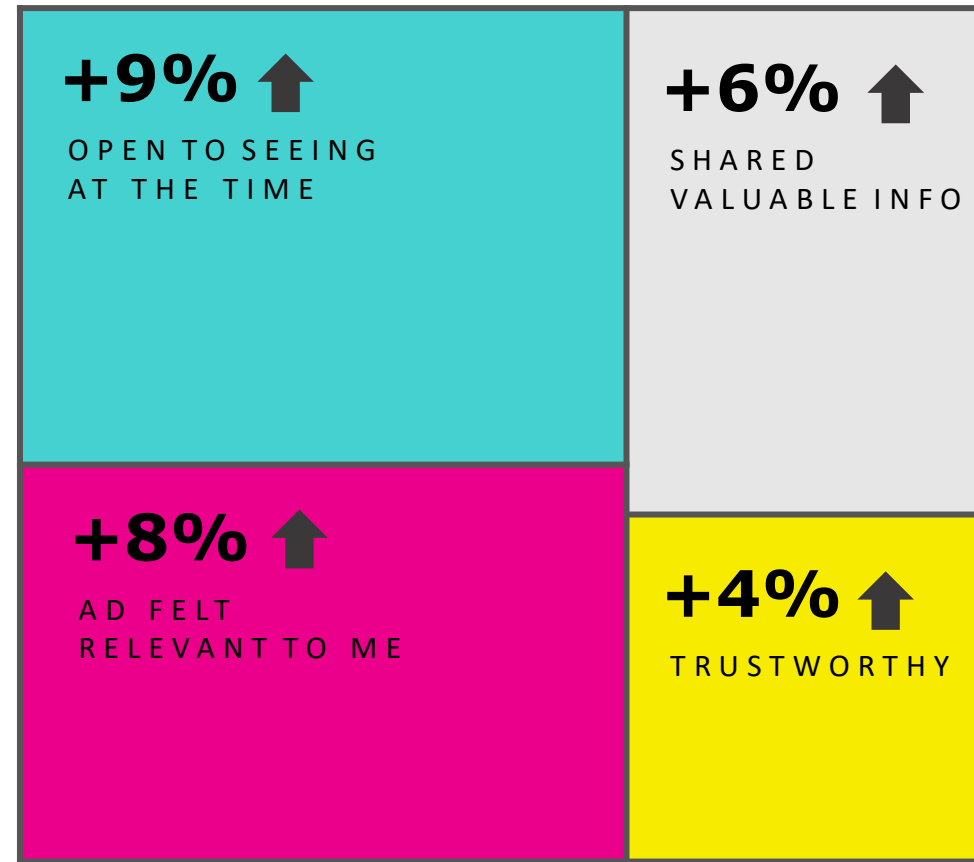 +9%
OPEN TO SEEING
AT THE TIME
+6%
SHARED
VALUABLE INFO
+8%
AD FELT
RELEVANT TO ME
+4%
TRUSTWORTHY